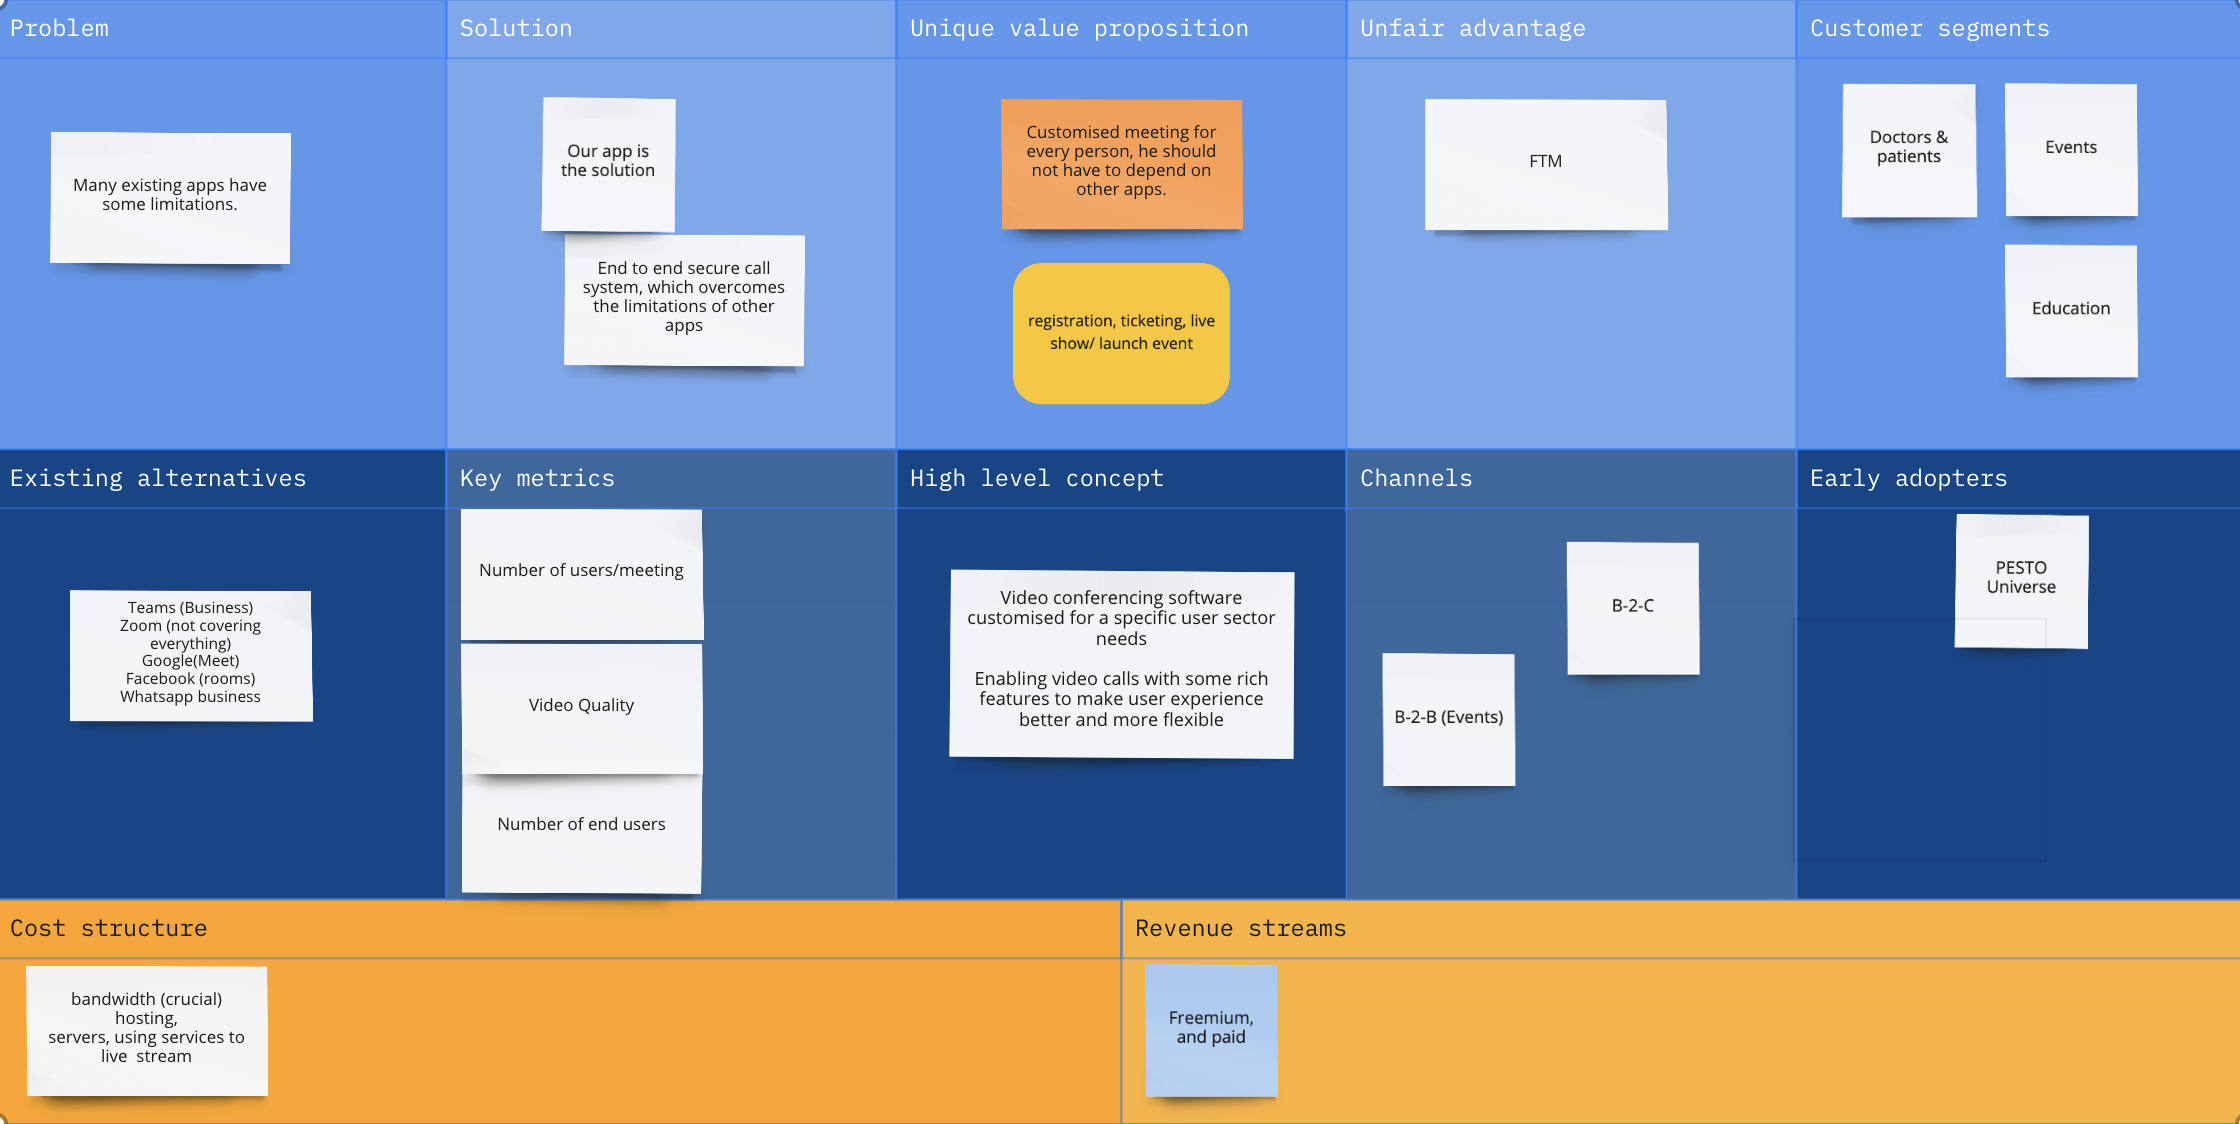 Problem
Many existing apps have
some limitations.
Solution
Our app is
the solution
End to end secure call
system, which overcomes
the limitations of other
apps
Unique value proposition
Customised meeting for
every person, he should
not have to depend on
other apps.
registration, ticketing, live
show/ launch event
Unfair advantage
FTM
Customer segments
Doctors &
patients
Events
Education
Existing alternatives
Teams (Business)
Zoom (not covering
everything)
Google(Meet)
Facebook (rooms)
Whatsapp business
Key metrics
Number of users/meeting
Video Quality
Number of end users
High level concept
Video conferencing software
customised for a specific user sector
needs
Enabling video calls with some rich
features to make user experience
better and more flexible
Channels
B-2-C
B-2-B (Events)
Early adopters
PESTO
Universe
Cost structure
bandwidth (crucial)
hosting,
servers, using services to
live  stream
Revenue streams
Freemium,
and paid